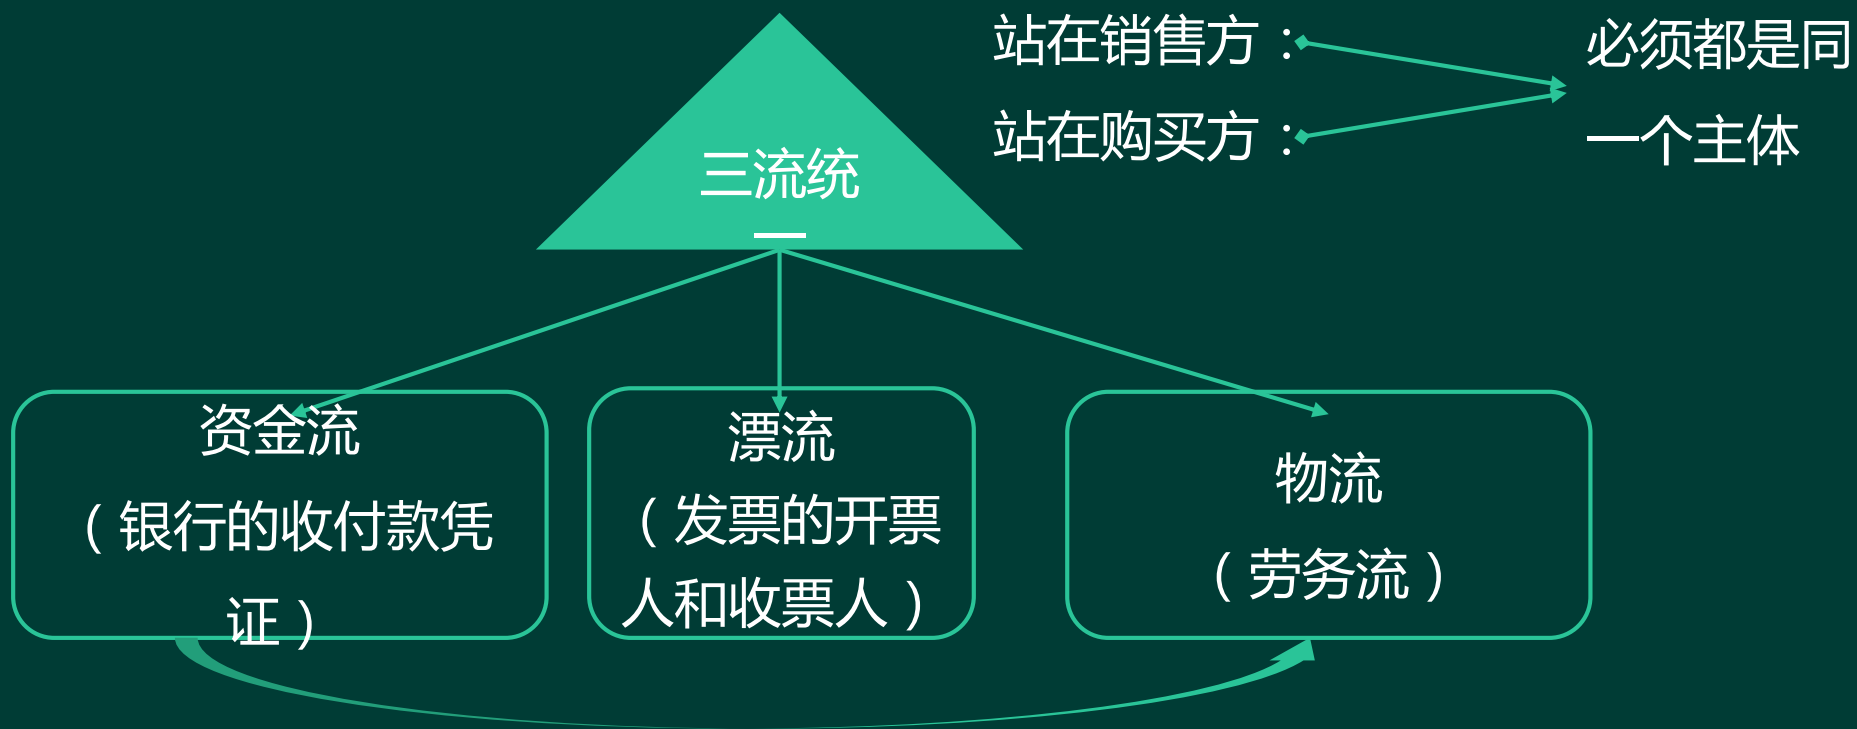 三流统
一
站在销售方：
站在购买方：
必须都是同
一个主体
资金流
（银行的收付款凭
证）
漂流
（发票的开票
人和收票人）
物流
（劳务流）